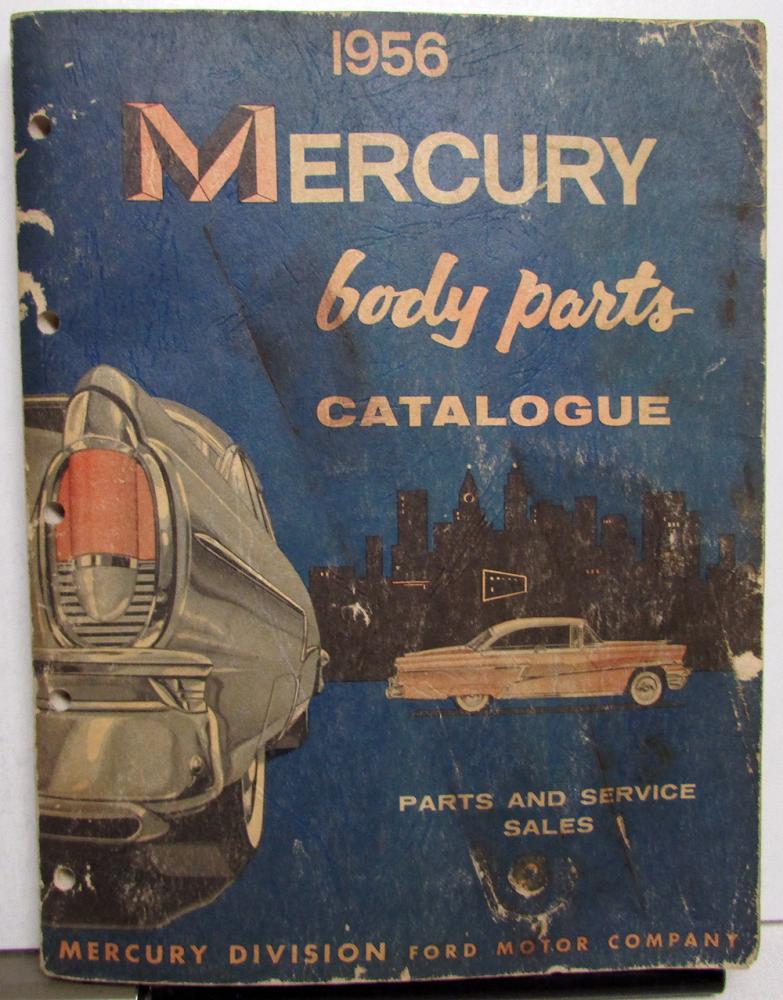 1956
MERCURY
body parts
CATALOGUE
PARTS AND SERVICE
SALES
MERCURY DIVISION FORD MOTOR COMPANY